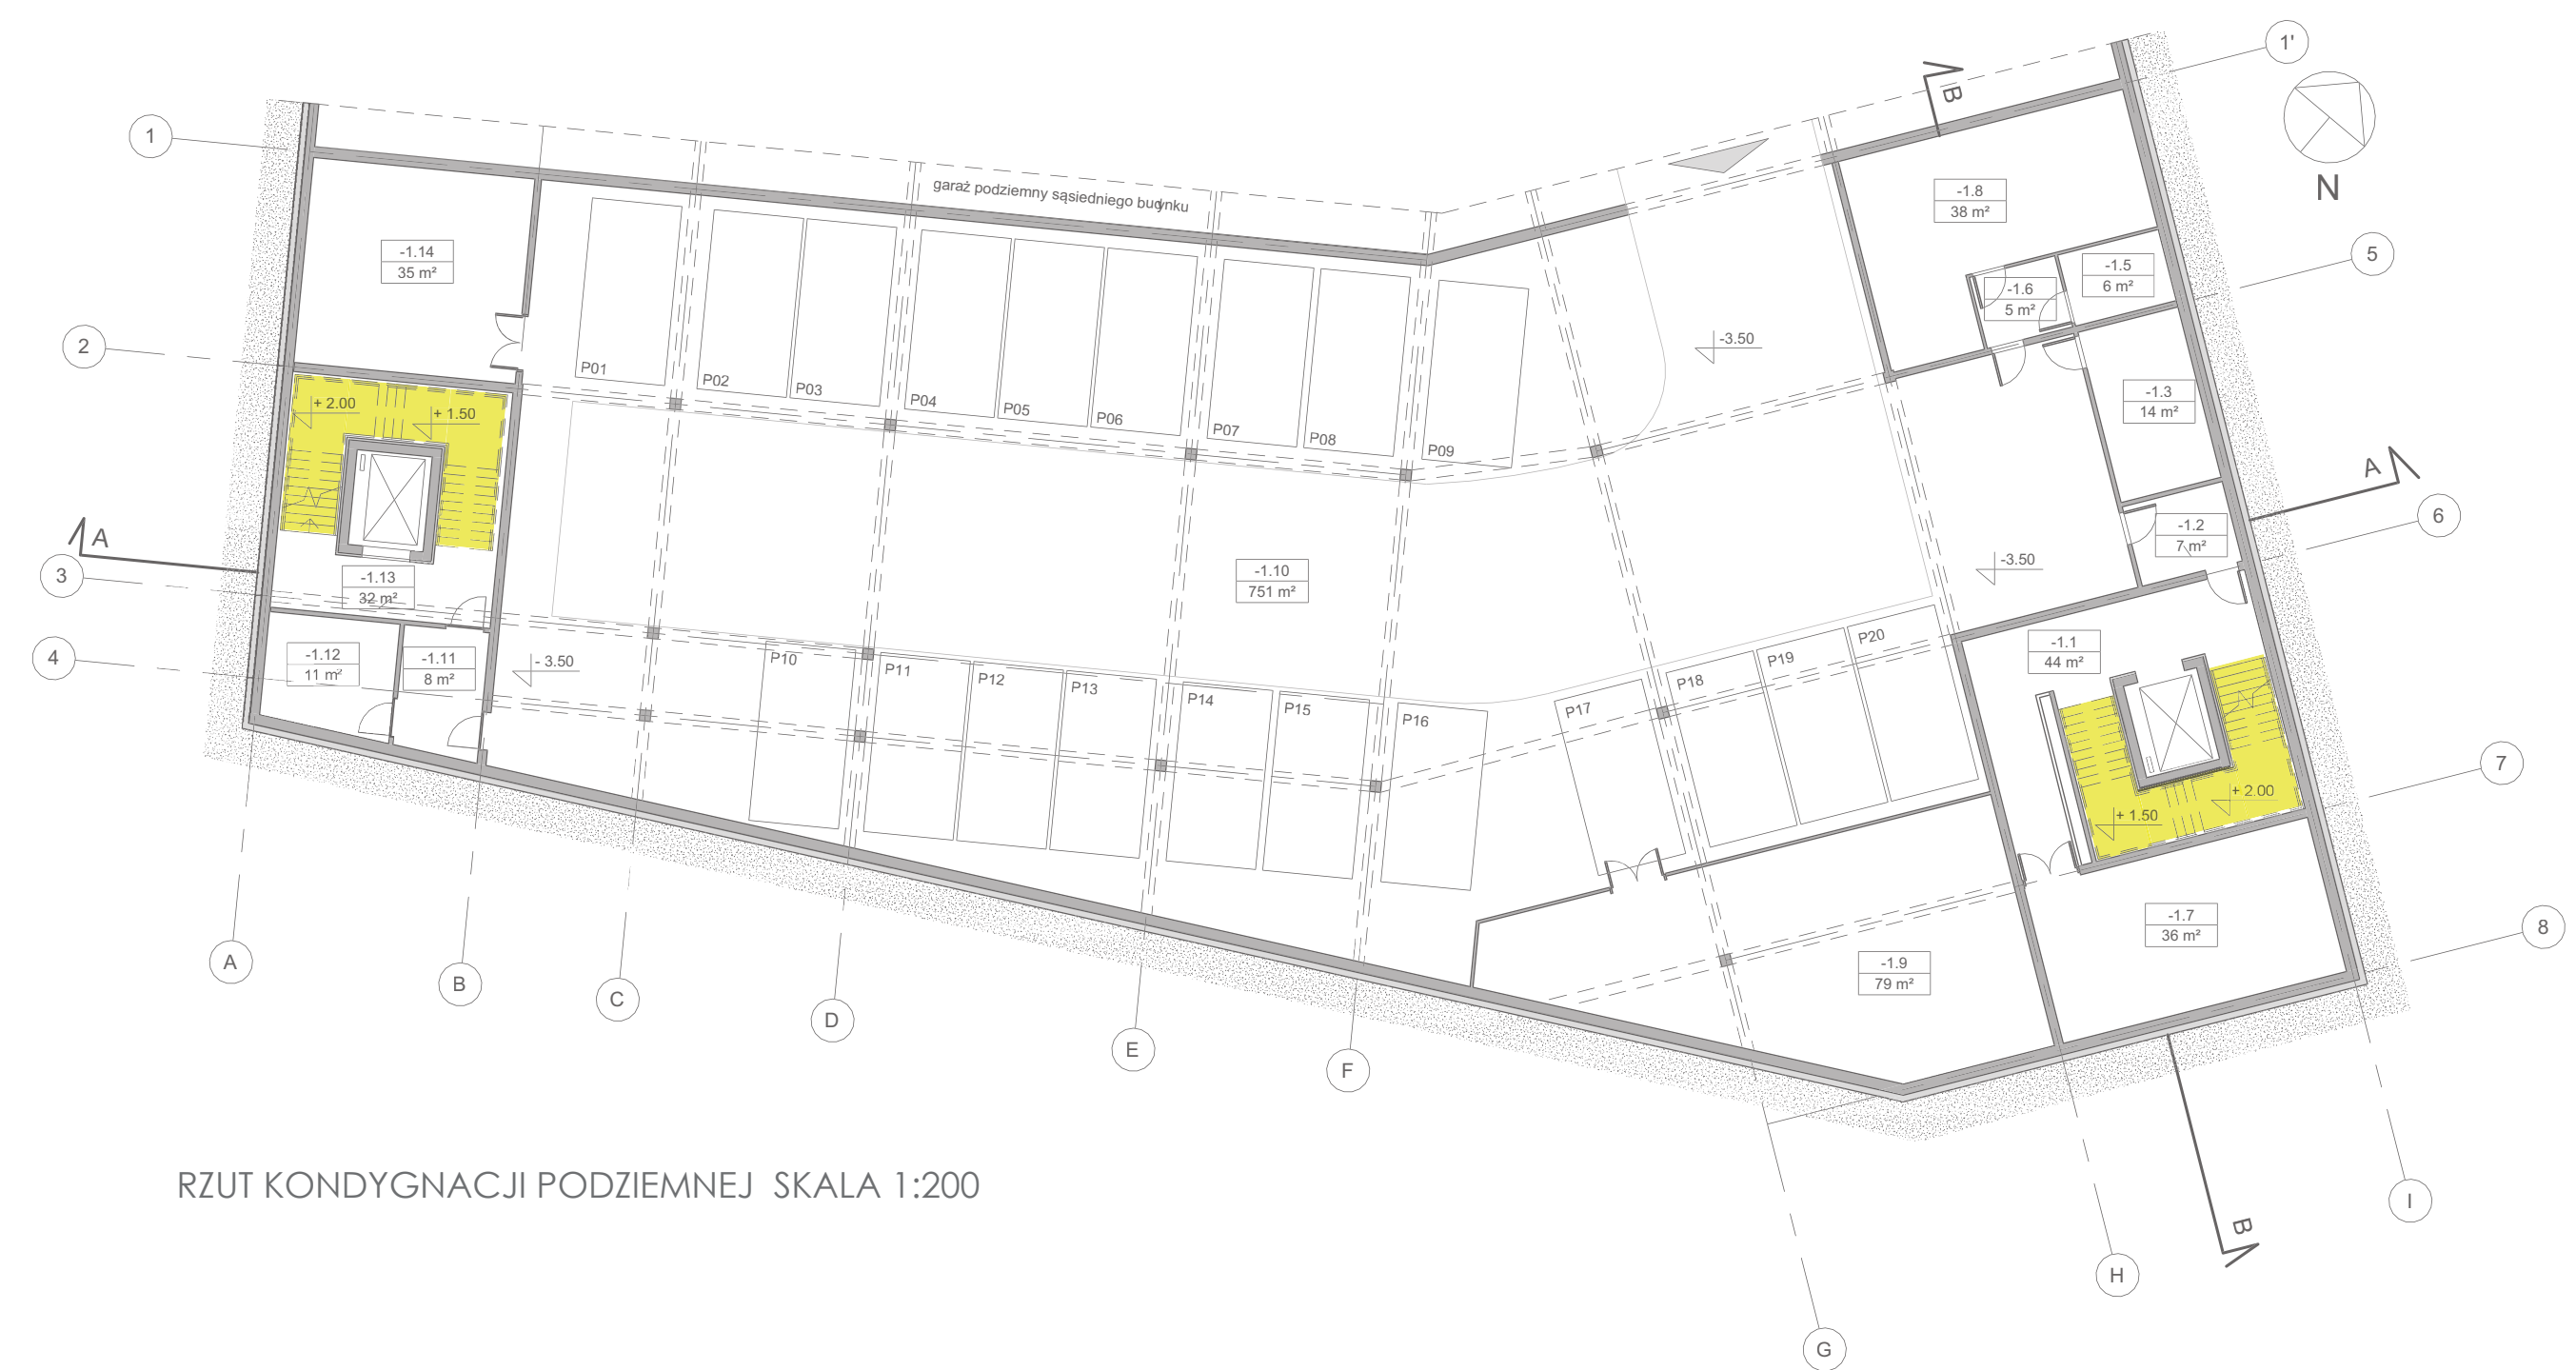 1'
1
B
N
garaż podziemny sąsiedniego budynku
-1.8
38 m²
-1.14
35 m²
5
-1.5
6 m²
-1.6
5 m²
2
-3.50
P01
P02
P03
P04
P05
P06
P07
P08
P09
-1.3
14 m²
+ 2.00
+ 1.50
A
A
6
-1.2
7 m²
3
-1.13
32 m²
-1.10
751 m²
-3.50
4
-1.12
11 m²
-1.11
8 m²
- 3.50
P10
P11
P12
P13
P14
P15
P16
P17
P18
P19
P20
-1.1
44 m²
7
+ 2.00
+ 1.50
-1.7
36 m²
8
-1.9
79 m²
A
B
C
D
E
F
G
H
I
B
RZUT KONDYGNACJI PODZIEMNEJ SKALA 1:200